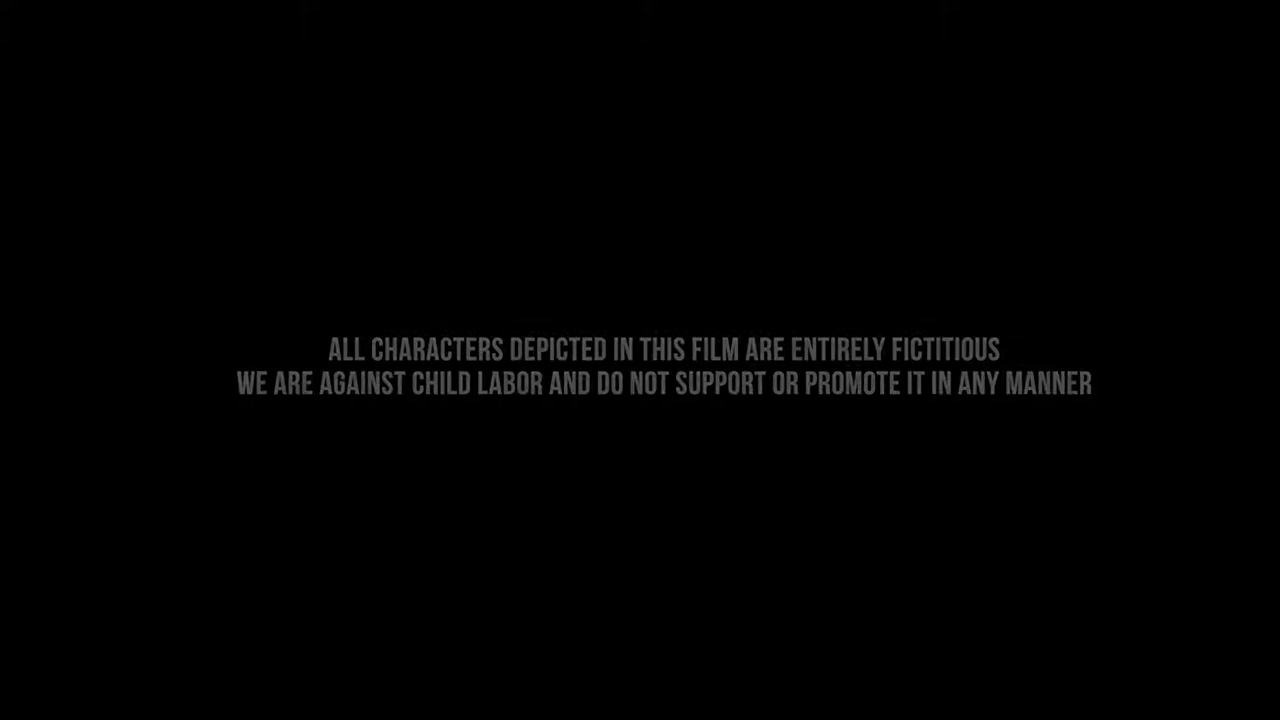 ALL CHARACTERS DEPICTED IN THIS FILM ARE ENTIRELY FICTITIOUS
WE ARE AGAINST CHILD LABOR AND DO NOT SUPPORT OR PROMOTE IT IN ANY MANNER